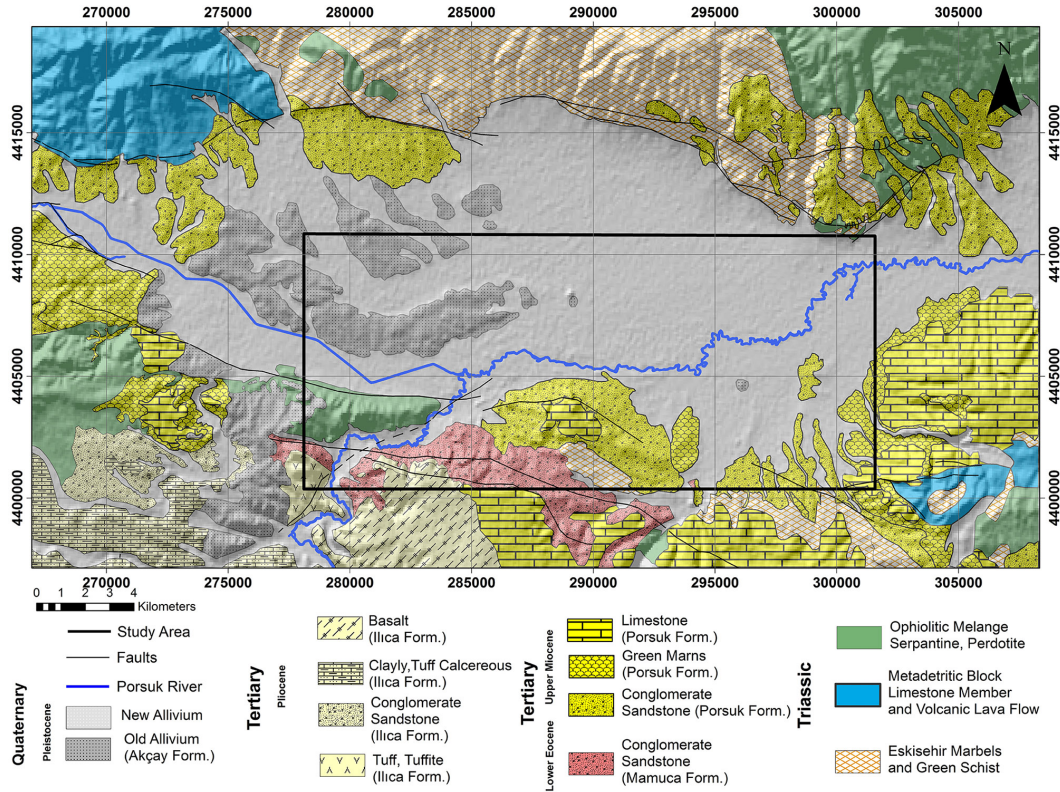 270000 275000 280000 285000 290000 295000 300000 305000
N
4415000 4415000
4410000 4410000
4405000 4405000
4400000 4400000
270000 275000 280000 285000 290000 295000 300000 305000
0 1 2 3 4
Kilometers
Quaternary
Pleistocene
Study Area
Faults
Porsuk River
New Allivium
Old Allivium
(Akçay Form.)
Tertiary
Pliocene
Basalt
(Ilıca Form.)
Clayly,Tuff Calcereous
(Ilica Form.)
Conglomerate
Sandstone
(Ilica Form.)
Tuff, Tuffite
(Ilıca Form.)
Tertiary
Upper Miocene
Lower Eocene
Limestone
(Porsuk Form.)
Green Marns
(Porsuk Form.)
Conglomerate
Sandstone (Porsuk Form.)
Conglomerate
Sandstone
(Mamuca Form.)
Triassic
Ophiolitic Melange
Serpantine, Perdotite
Metadetritic Block
Limestone Member
and Volcanic Lava Flow
Eskisehir Marbels
and Green Schist